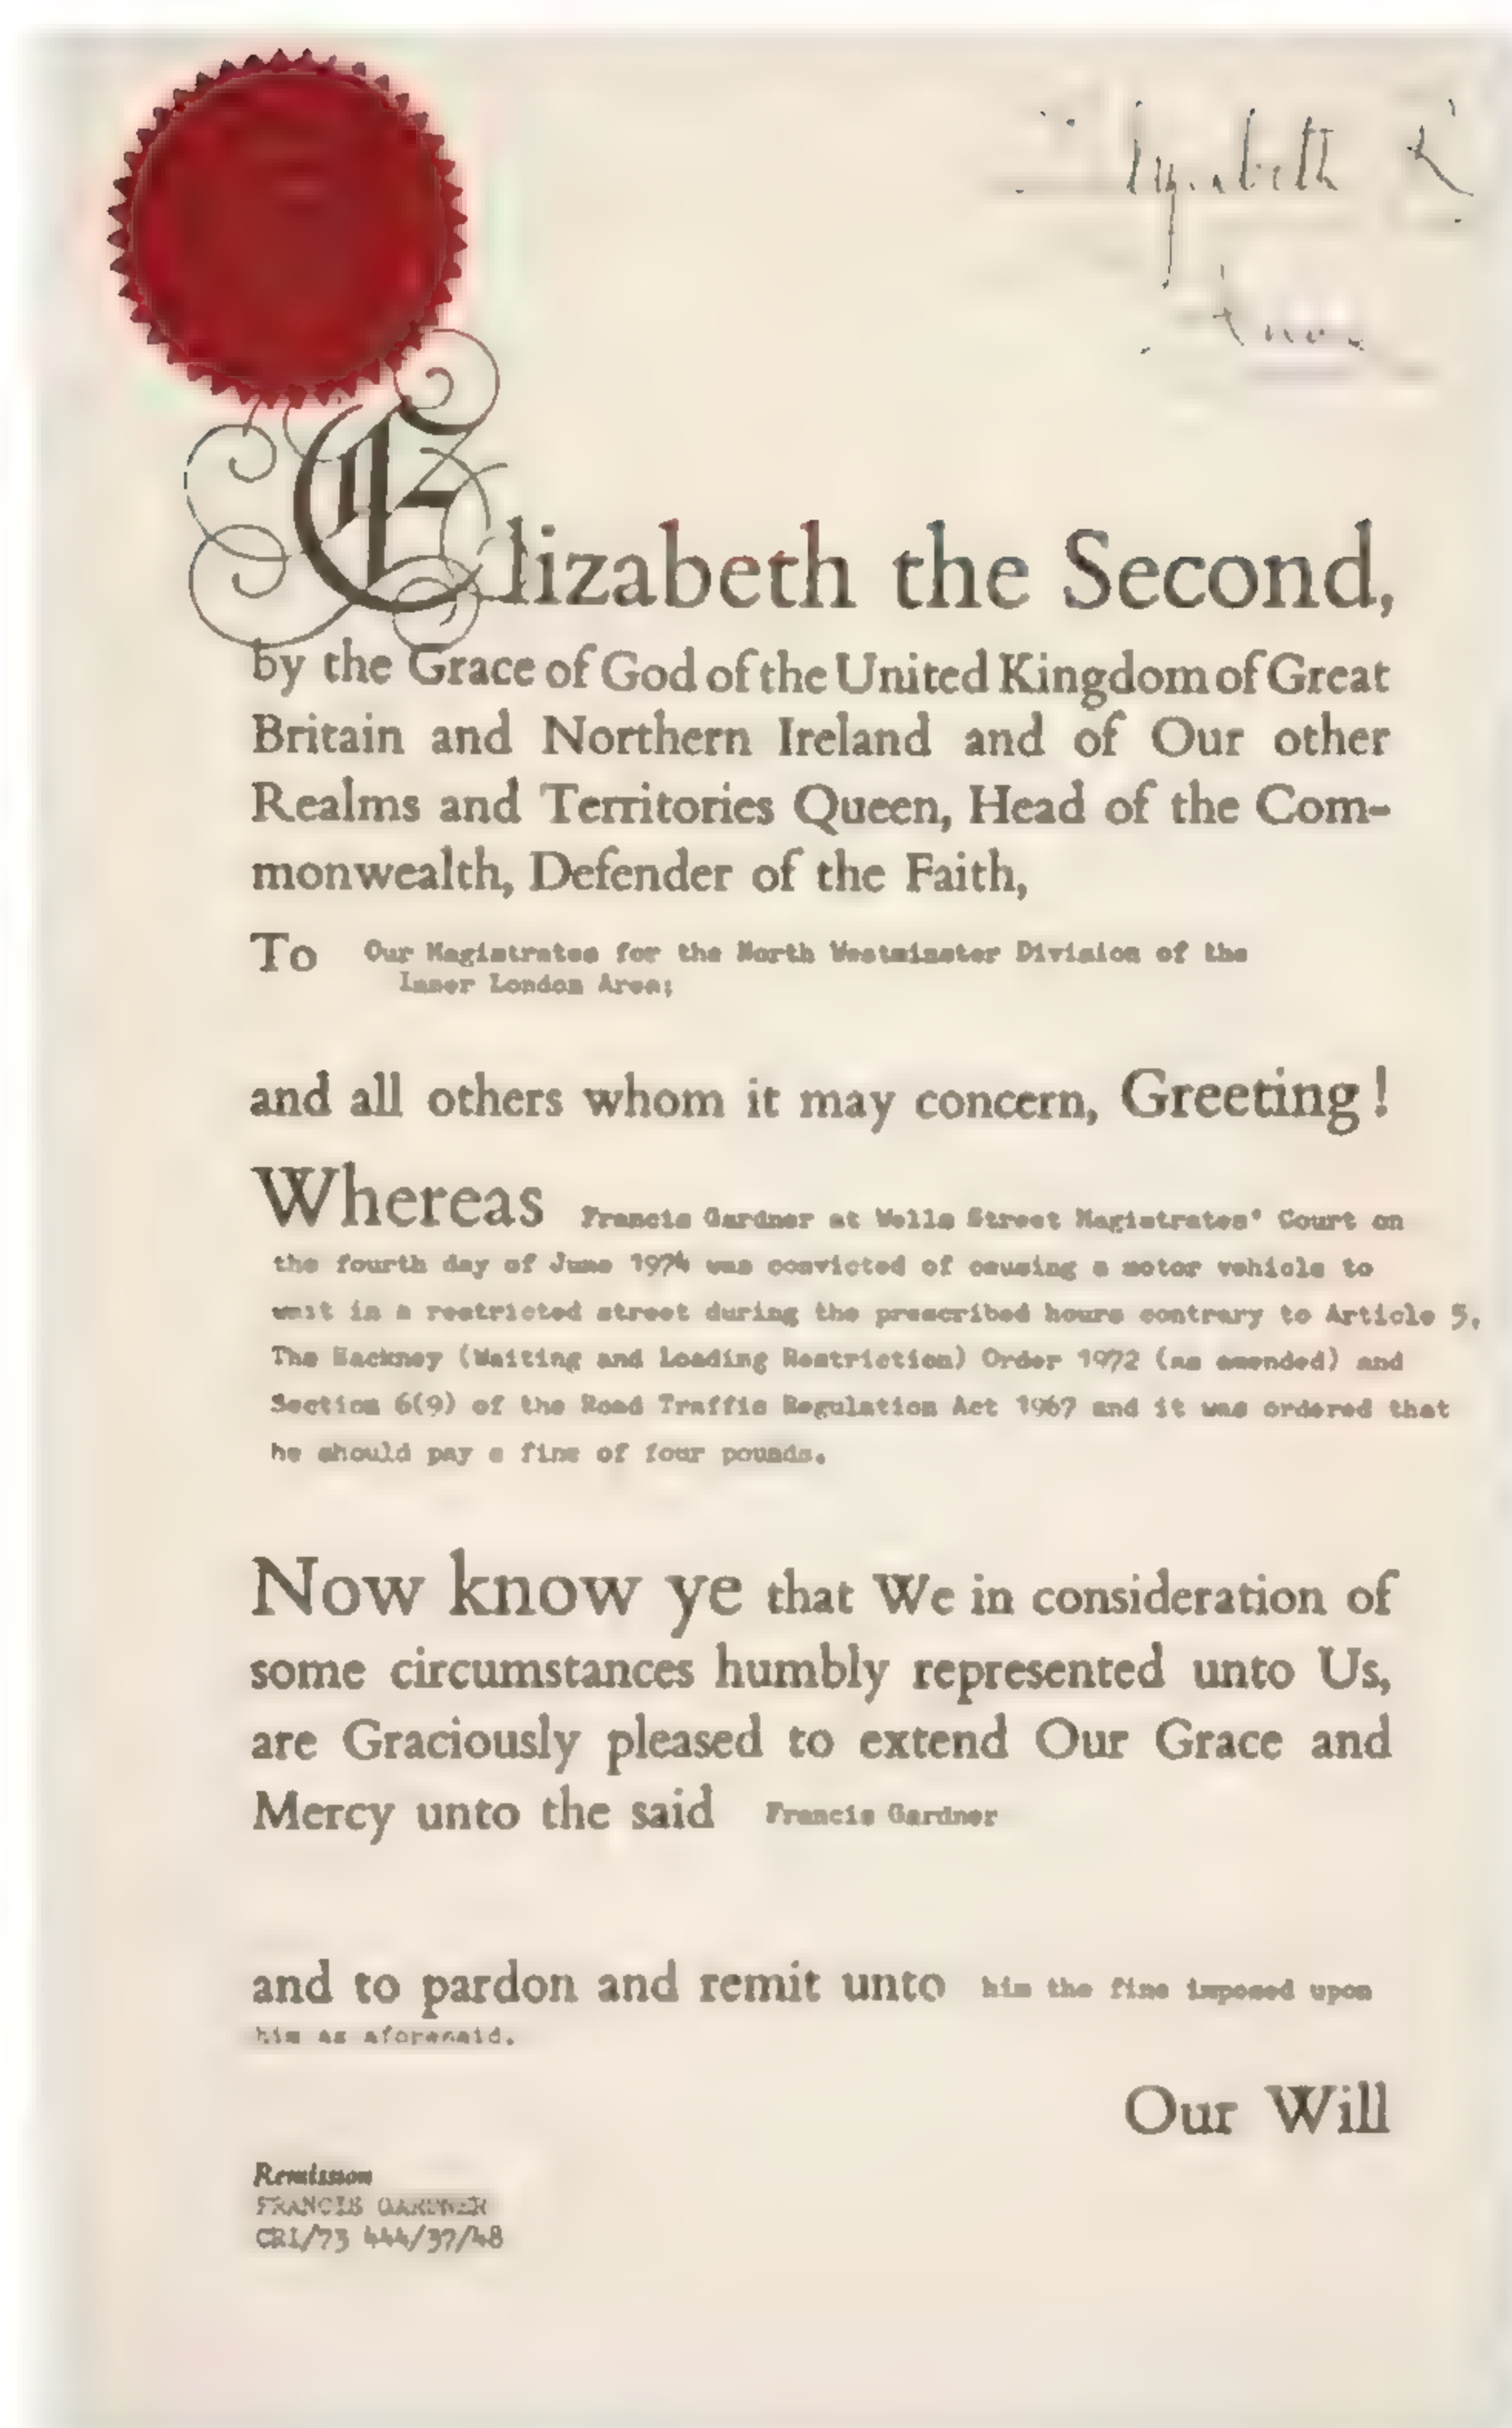 Elizabeth R
Elizabeth the Second,
by the Grace of God of the United Kingdom of Great
Britain and Northern Ireland and of Our other
Realms and Territories Queen, Head of the Com-
monwealth, Defender of the Faith,
To Our Magistrates for the North Westminster Division of the
Inner London Area;
and all others whom it may concern, Greeting!
Whereas Francis Gardner at Wells Street Magistrates' Court on
the fourth day of June 1974 was convicted of causing a motor vehicle to
wait in a restricted street during the prescribed hours contrary to Article 5,
The Hackney (Waiting and Loading Restriction) Order 1972 (as amended) and
Section 6(9) of the Road Traffic Regulation Act 1967 and it was ordered that
he should pay a fine of four pounds.
Now know ye that We in consideration of
some circumstances humbly represented unto Us,
are Graciously pleased to extend Our Grace and
Mercy unto the said Francis Gardner
and to pardon and remit unto him the fine imposed upon
him as aforesaid.
Our Will
Remission
FRANCIS GARDNER
CRI/73 444/37/48